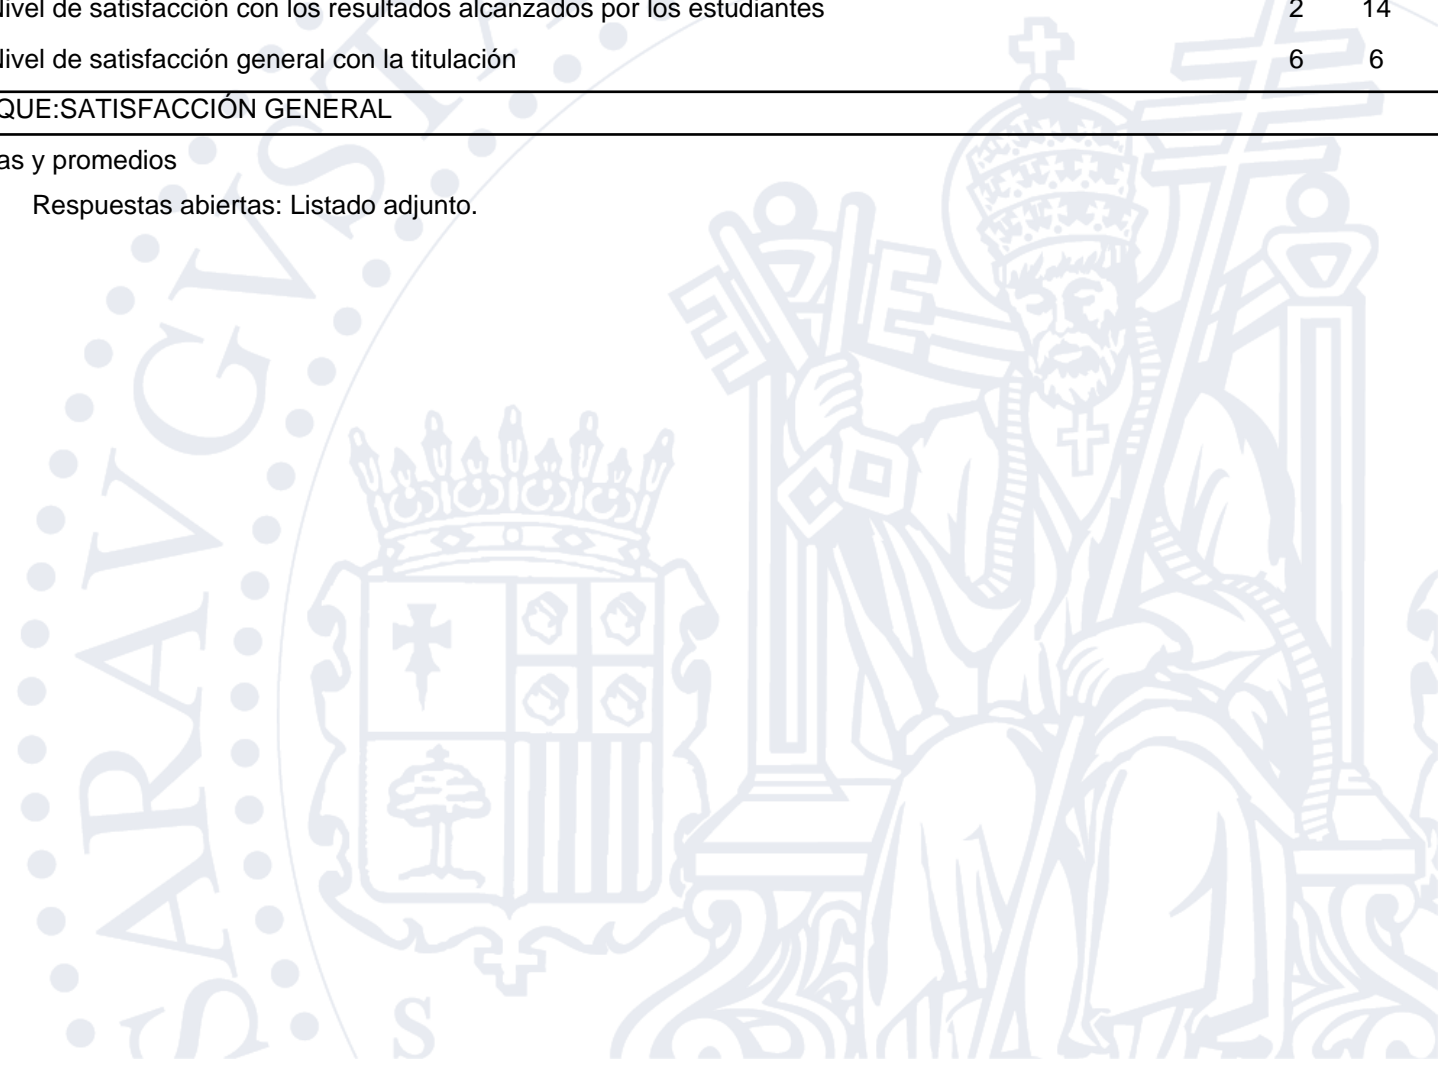 Nivel de satisfacción con los resultados alcanzados por los estudiantes 2 14
Nivel de satisfacción general con la titulación 6 6
QUE:SATISFACCIÓN GENERAL
as y promedios
Respuestas abiertas: Listado adjunto.
SARAVGVST
S